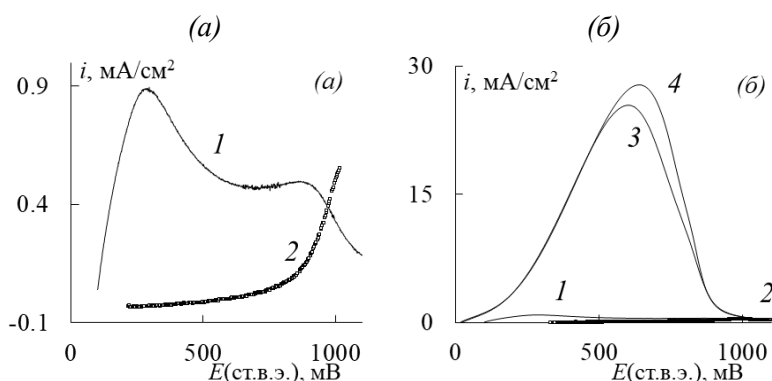 (а) (б)
i, мА/см² (а)
0.9
0.4
-0.1
1
2
0 500 1000
E(ст.в.э.), мВ
30
15
0
i, мА/см² (б)
4
3
1
2
0 500 1000
E(ст.в.э.), мВ